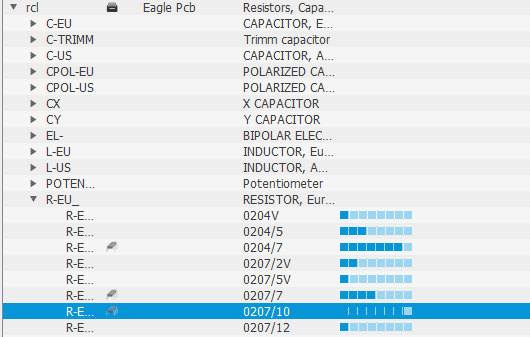 rcl Eagle Pcb Resistors, Capa...
C-EU CAPACITOR, E...
C-TRIMM Trimm capacitor
C-US CAPACITOR, A...
CPOL-EU POLARIZED CA...
CPOL-US POLARIZED CA...
CX X CAPACITOR
CY Y CAPACITOR
EL- BIPOLAR ELEC...
L-EU INDUCTOR, Eu...
L-US INDUCTOR, A...
POTEN... Potentiometer
R-EU_ RESISTOR, Eur...
R-E... 0204V
R-E... 0204/5
R-E... 0204/7
R-E... 0207/2V
R-E... 0207/5V
R-E... 0207/7
R-E... 0207/10
R-E... 0207/12